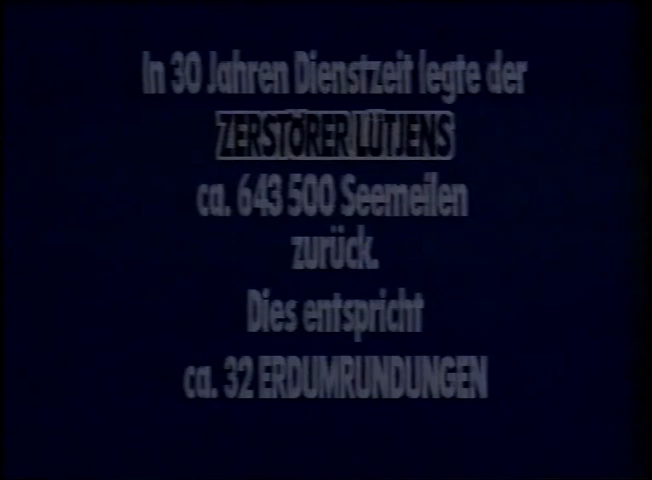 In 30 Jahren Dienstzeit legte der
ZERSTÖRER LÜTJENS
ca. 643 500 Seemeilen
zurück.
Dies entspricht
ca. 32 ERDUMRUNDUNGEN